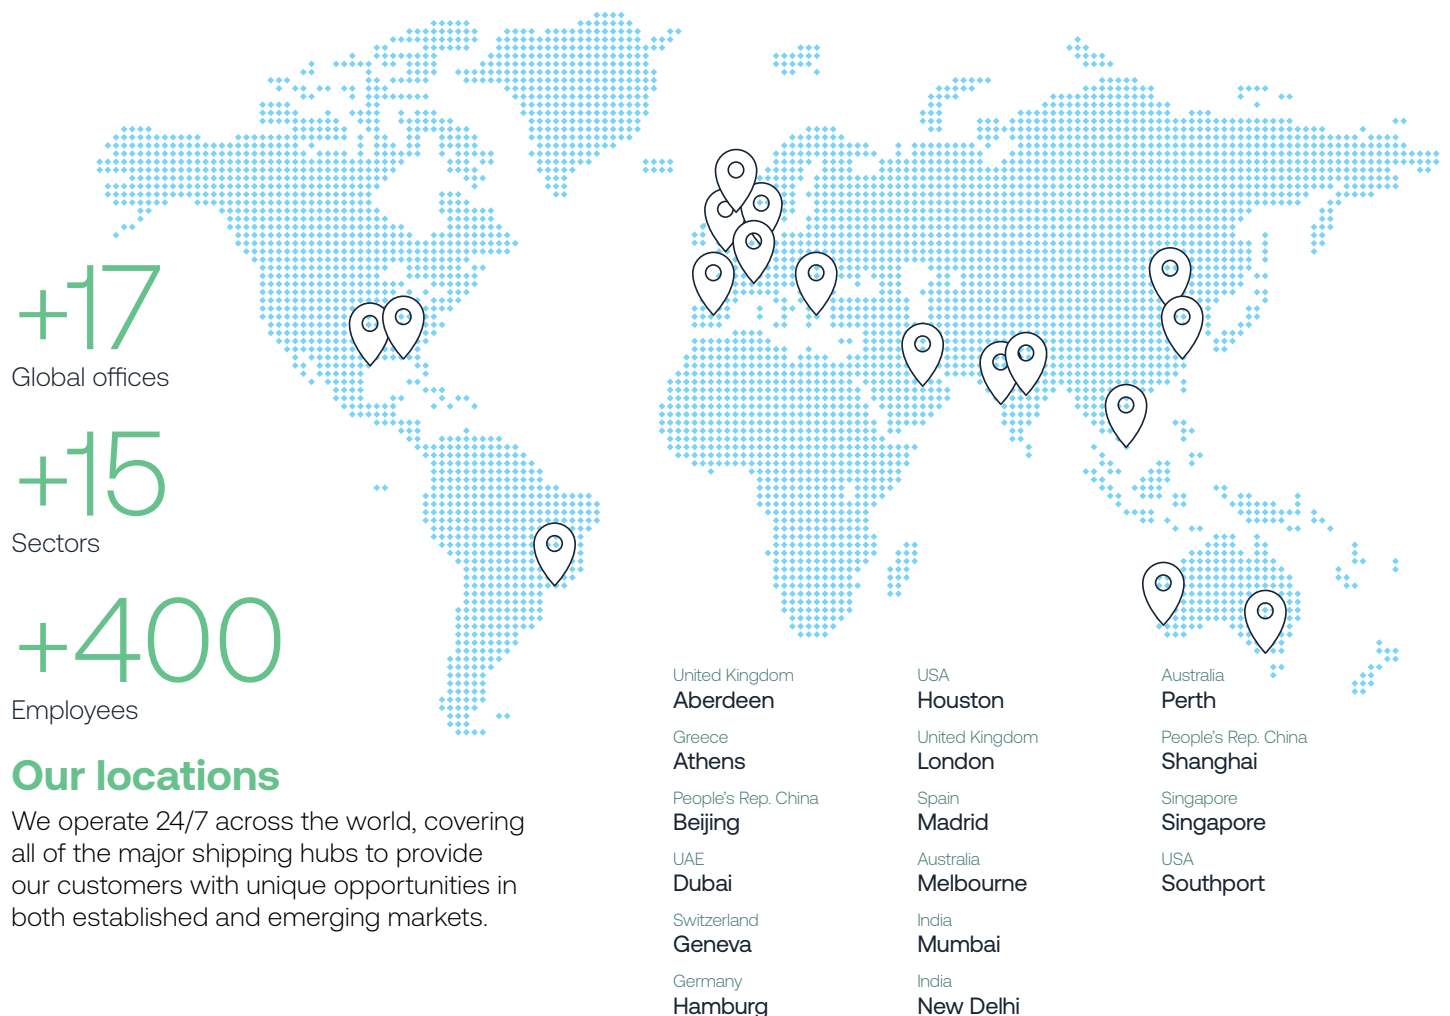 +17
Global offices
+15
Sectors
+400
Employees
Our locations
We operate 24/7 across the world, covering
all of the major shipping hubs to provide
our customers with unique opportunities in
both established and emerging markets.
United Kingdom
Aberdeen
Greece
Athens
People's Rep. China
Beijing
UAE
Dubai
Switzerland
Geneva
Germany
Hamburg
USA
Houston
United Kingdom
London
Spain
Madrid
Australia
Melbourne
India
Mumbai
India
New Delhi
Australia
Perth
People's Rep. China
Shanghai
Singapore
Singapore
USA
Southport